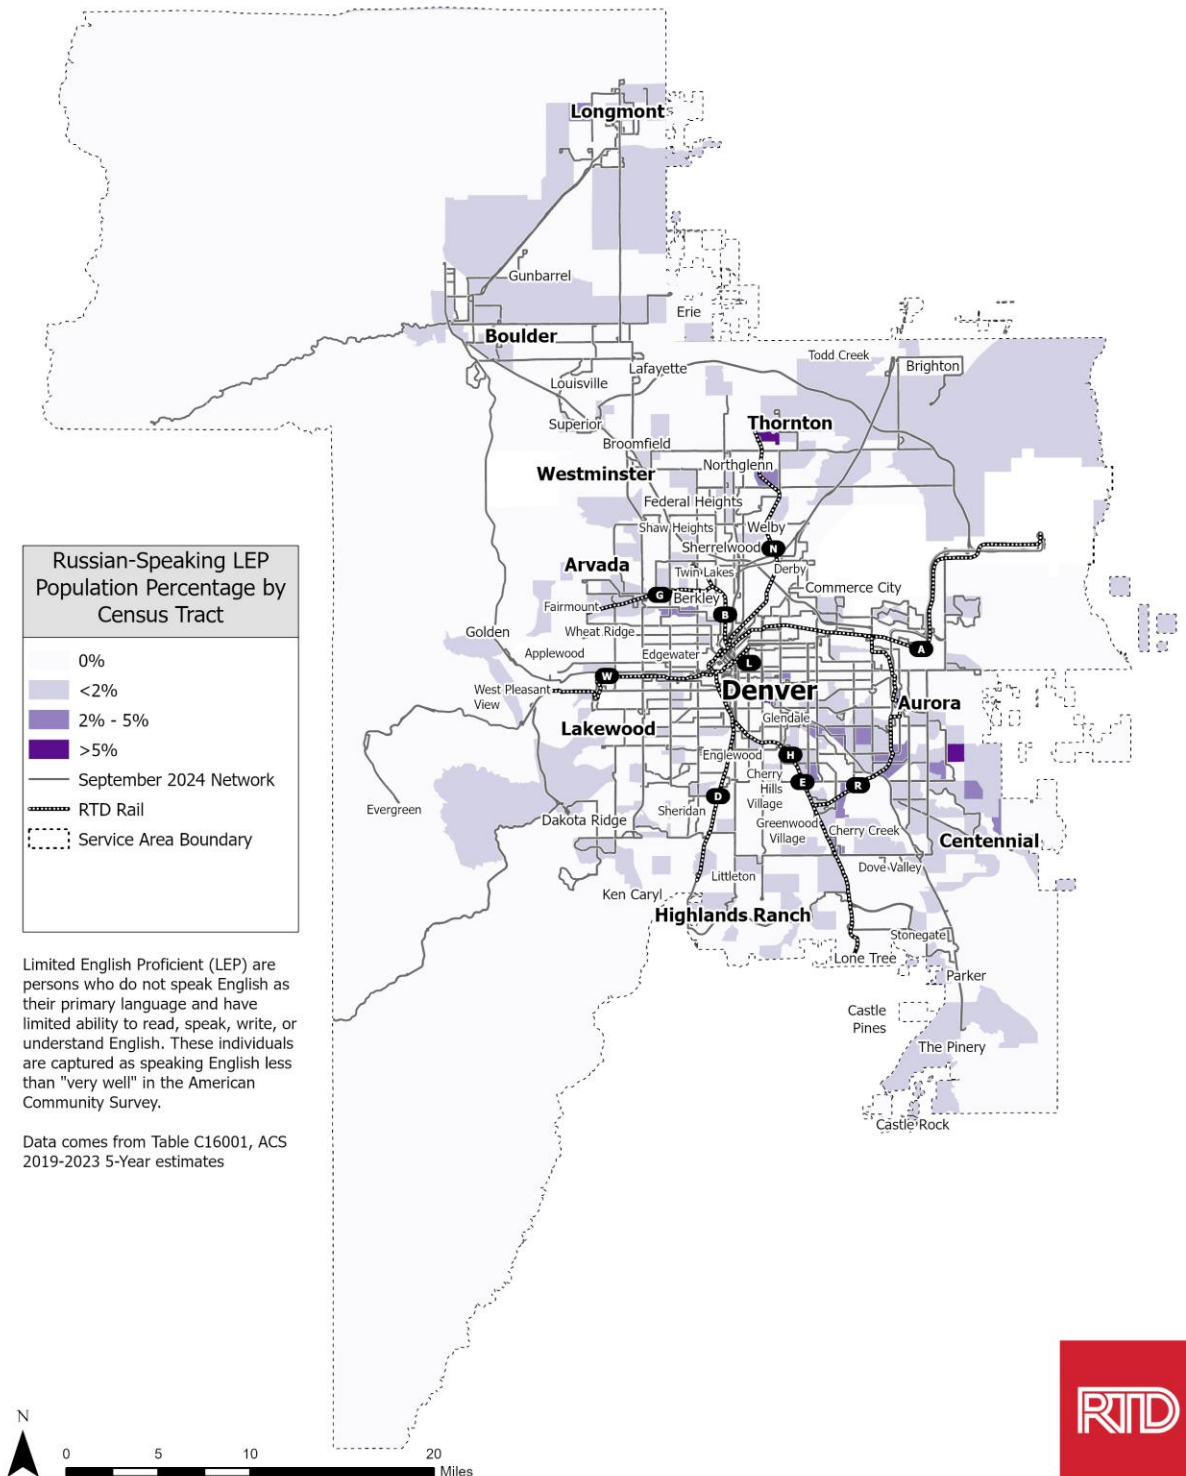 Longmont
Gunbarrel
Erie
Boulder
Todd Creek
Brighton
Lafayette
Louisville
Superior
Thornton
Broomfield
Northglenn
Westminster
Federal Heights
Shaw Heights
Welby
Sherrelwood
N
Arvada
Twin Lakes
Derby
Commerce City
G
Berkley
Fairmount
B
Golden
Wheat Ridge
Applewood
Edgewater
A
L
W
West Pleasant
View
Denver
Aurora
Glendale
Lakewood
Englewood
H
Cherry
Hills
Village
E
R
D
Evergreen
Sheridan
Dakota Ridge
Greenwood
Village
Cherry Creek
Centennial
Dove Valley
Littleton
Ken Caryl
Highlands Ranch
Stonegate
Lone Tree
Parker
Castle
Pines
The Pinery
Castle Rock
Russian-Speaking LEP
Population Percentage by
Census Tract
0%
<2%
2% - 5%
>5%
September 2024 Network
RTD Rail
Service Area Boundary
Limited English Proficient (LEP) are
persons who do not speak English as
their primary language and have
limited ability to read, speak, write, or
understand English. These individuals
are captured as speaking English less
than "very well" in the American
Community Survey.
Data comes from Table C16001, ACS
2019-2023 5-Year estimates
N
0 5 10 20
Miles
RTD